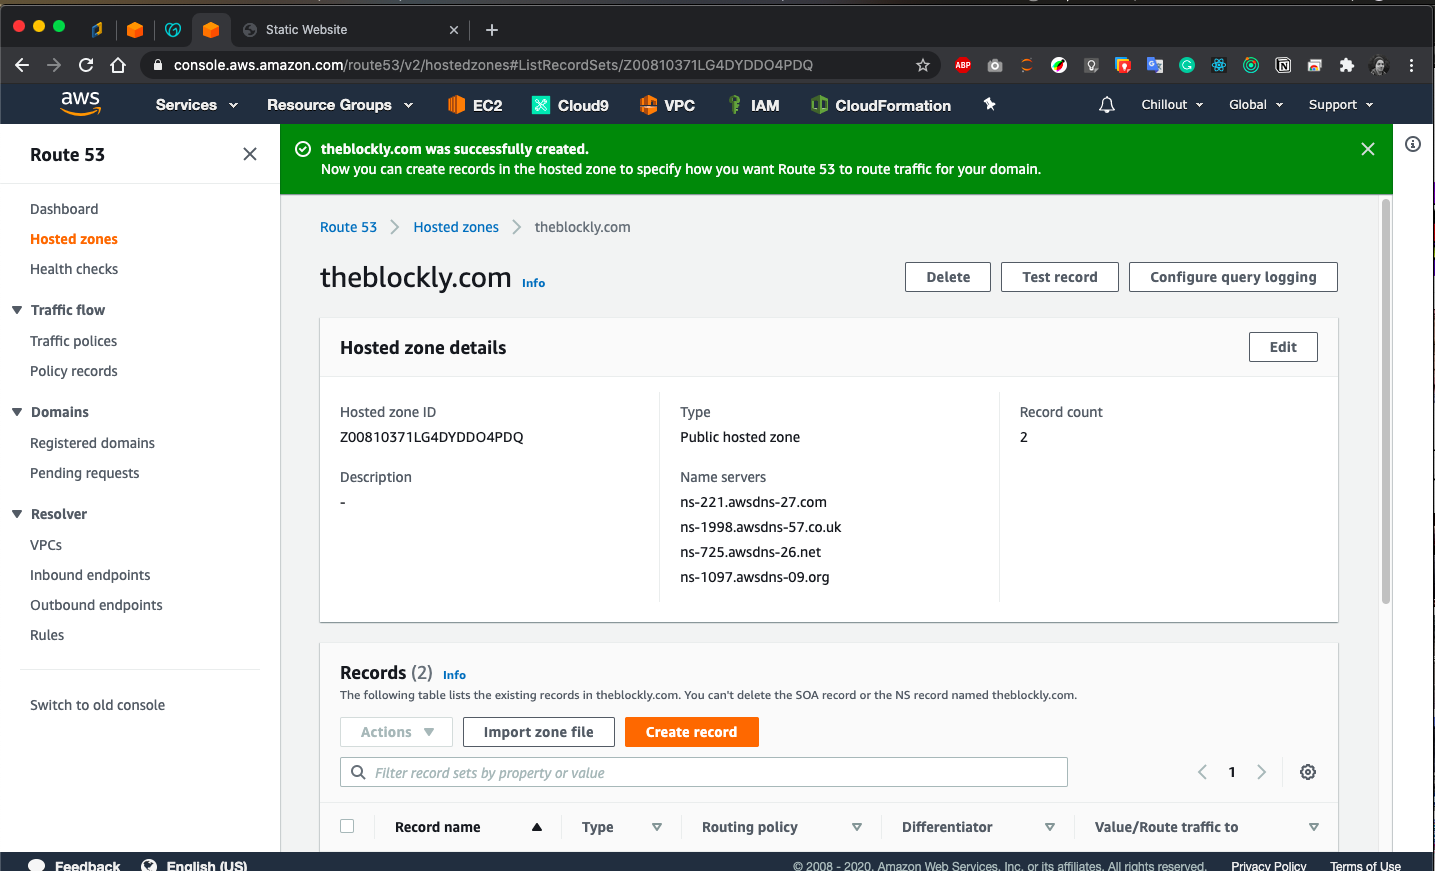 Static Website
console.aws.amazon.com/route53/v2/hostedzones#ListRecordSets/Z00810371LG4DYDDO4PDQ
ABP
aws
Services
Resource Groups
EC2
Cloud9
VPC
IAM
CloudFormation
Chillout
Global
Support
Route 53
Dashboard
Hosted zones
Health checks
Traffic flow
Traffic polices
Policy records
Domains
Registered domains
Pending requests
Resolver
VPCs
Inbound endpoints
Outbound endpoints
Rules
Switch to old console
theblockly.com was successfully created.
Now you can create records in the hosted zone to specify how you want Route 53 to route traffic for your domain.
Route 53 > Hosted zones > theblockly.com
theblockly.com Info
Delete
Test record
Configure query logging
Hosted zone details
Edit
Hosted zone ID
Z00810371LG4DYDDO4PDQ
Description
-
Type
Public hosted zone
Name servers
ns-221.awsdns-27.com
ns-1998.awsdns-57.co.uk
ns-725.awsdns-26.net
ns-1097.awsdns-09.org
Record count
2
Records (2) Info
The following table lists the existing records in theblockly.com. You can't delete the SOA record or the NS record named theblockly.com.
Actions
Import zone file
Create record
Filter record sets by property or value
1
Record name
Type
Routing policy
Differentiator
Value/Route traffic to
Feedback
English (US)
© 2008 - 2020, Amazon Web Services, Inc. or its affiliates. All rights reserved.
Privacy Policy
Terms of Use